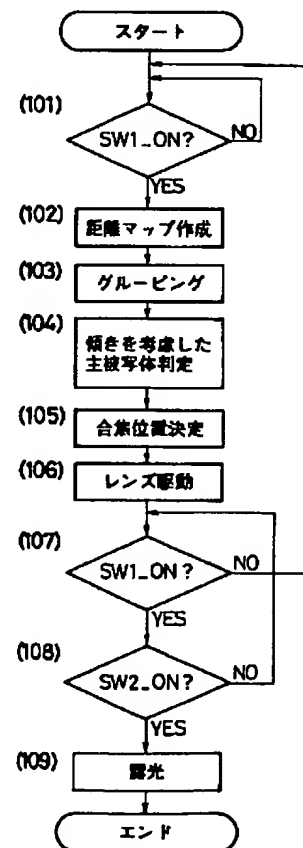 スタート
(101)
SW1_ON?
NO
YES
(102)
距離マップ作成
(103)
グルーピング
(104)
傾きを考慮した
主被写体判定
(105)
合焦位置決定
(106)
レンズ駆動
(107)
SW1_ON?
NO
YES
(108)
SW2_ON?
NO
YES
(109)
露光
エンド